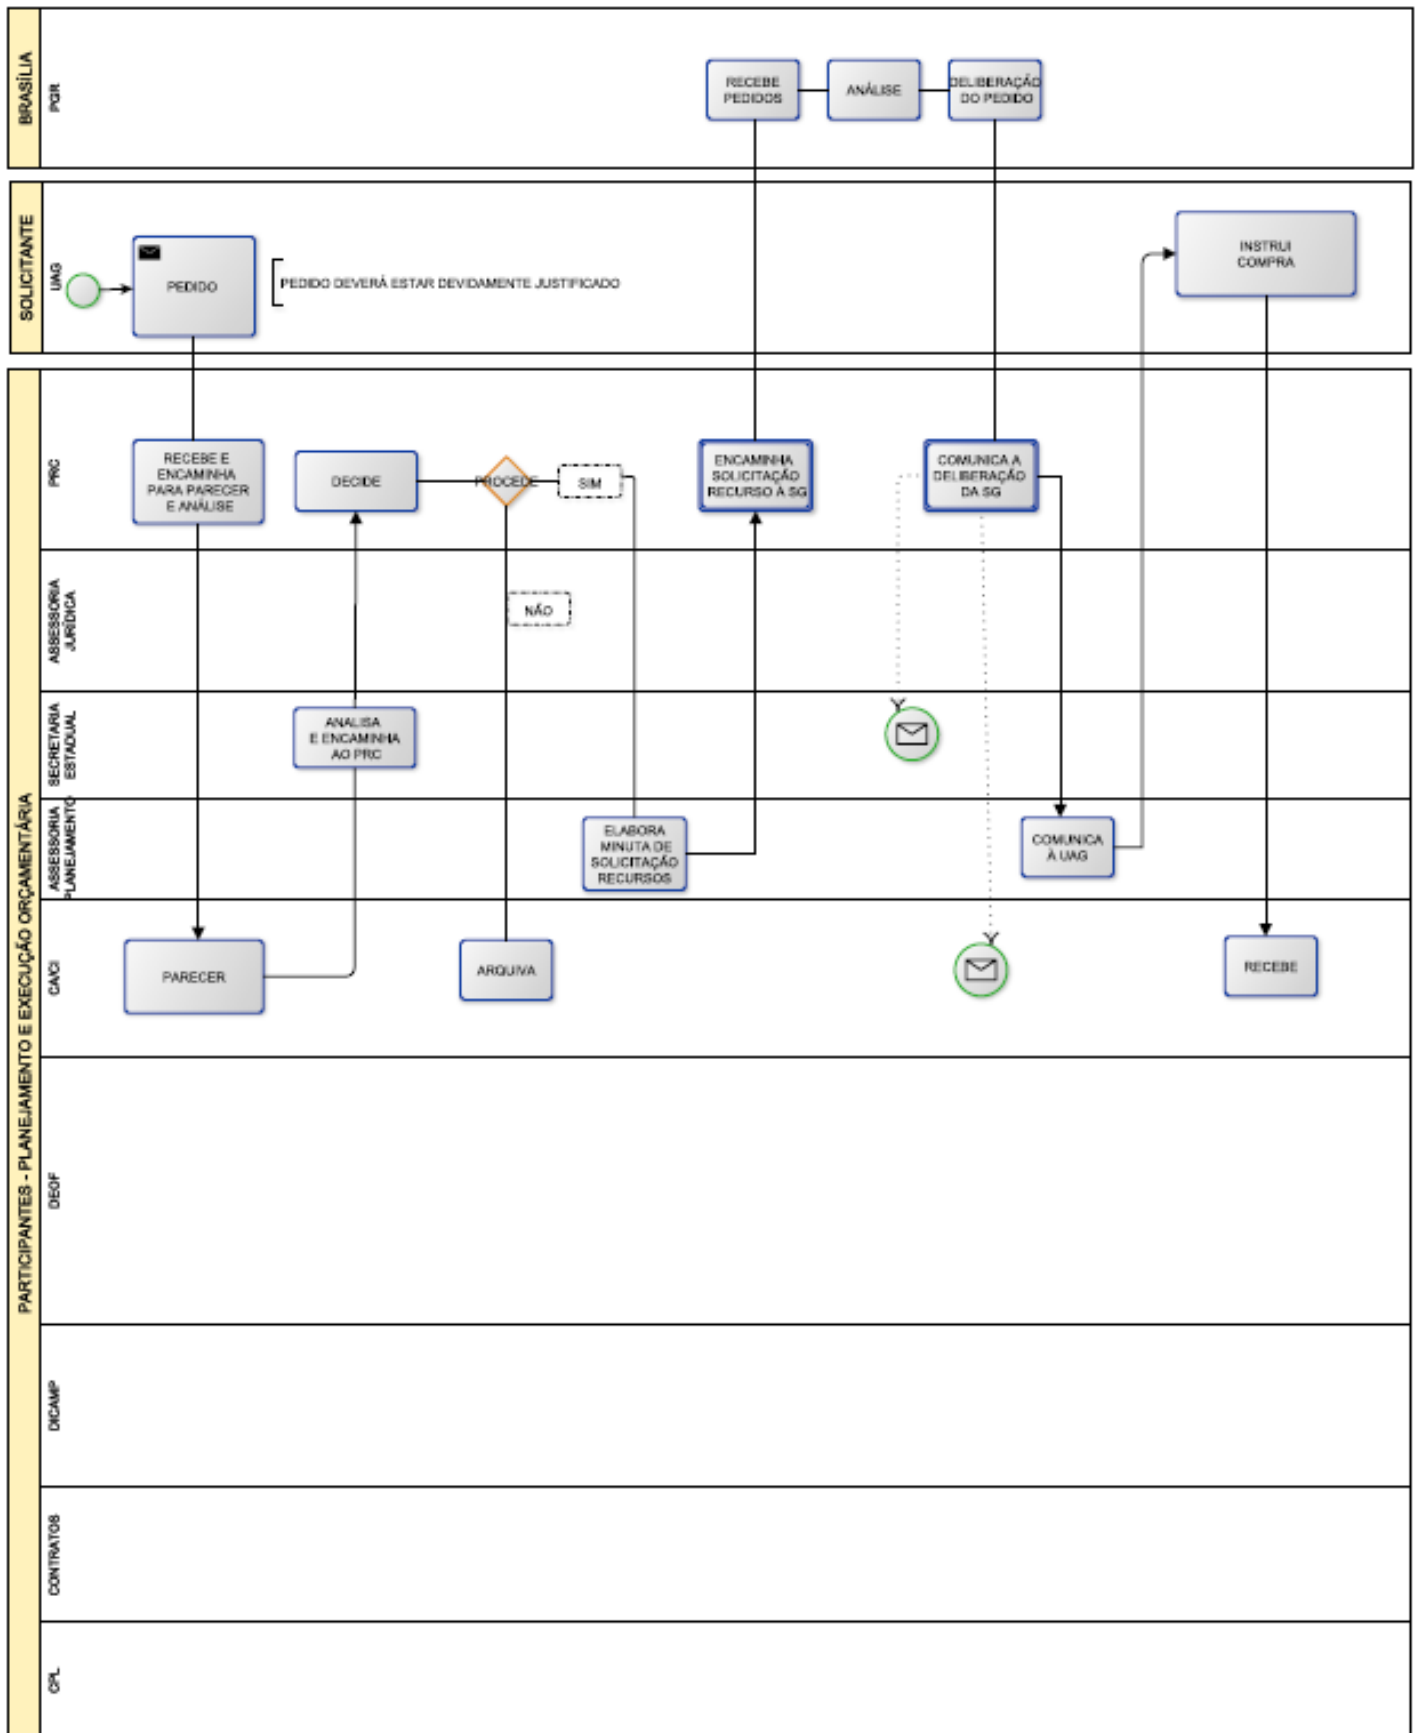 BRASÍLIA
PGR
RECEBE
PEDIDOS
ANÁLISE
DELIBERAÇÃO
DO PEDIDO
SOLICITANTE
UAG
PEDIDO
PEDIDO DEVERÁ ESTAR DEVIDAMENTE JUSTIFICADO
INSTRUI
COMPRA
PARTICIPANTES - PLANEJAMENTO E EXECUÇÃO ORÇAMENTÁRIA
PRC
RECEBE E
ENCAMINHA
PARA PARECER
E ANÁLISE
DECIDE
PROCEDE
SIM
ENCAMINHA
SOLICITAÇÃO
RECURSO À SG
COMUNICA A
DELIBERAÇÃO
DA SG
ASSESSORIA
JURÍDICA
NÃO
SECRETARIA
ESTADUAL
ANALISA
E ENCAMINHA
AO PRC
ASSESSORIA
PLANEJAMENTO
ELABORA
MINUTA DE
SOLICITAÇÃO
RECURSOS
COMUNICA
À UAG
CA/CI
PARECER
ARQUIVA
RECEBE
DEOF
DICAMP
CONTRATOS
CPL